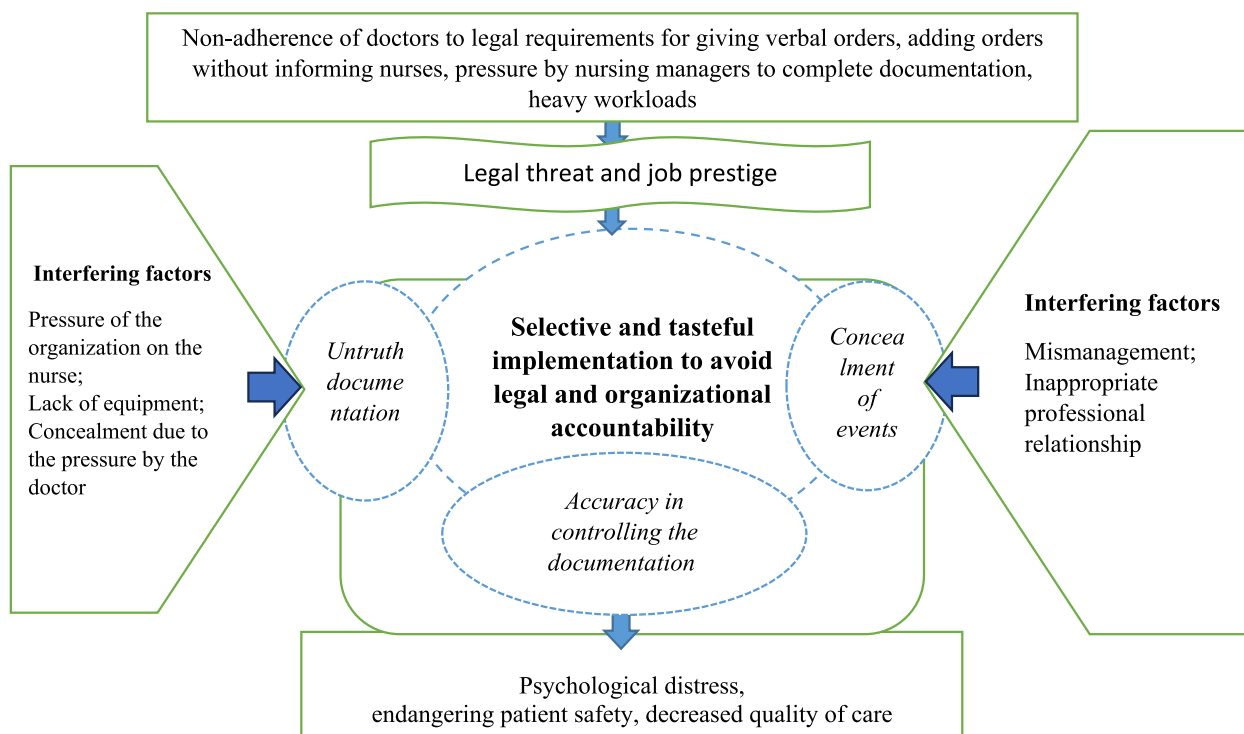 Non-adherence of doctors to legal requirements for giving verbal orders, adding orders
without informing nurses, pressure by nursing managers to complete documentation,
heavy workloads
Legal threat and job prestige
Interfering factors
Pressure of the
organization on the
nurse;
Lack of equipment;
Concealment due to
the pressure by the
doctor
Untruth
docume
ntation
Selective and tasteful
implementation to avoid
legal and organizational
accountability
Concea
lment
of
events
Accuracy in
controlling the
documentation
Interfering factors
Mismanagement;
Inappropriate
professional
relationship
Psychological distress,
endangering patient safety, decreased quality of care